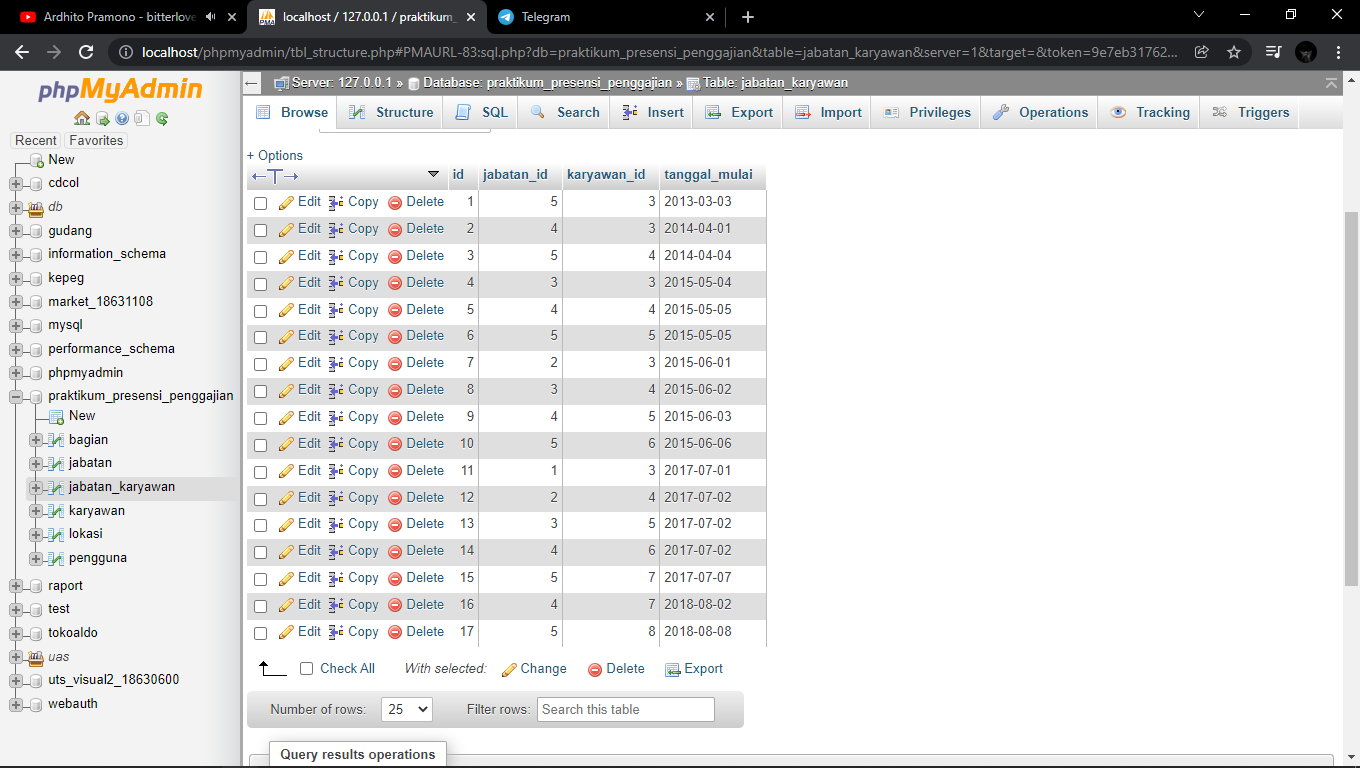 Ardhito Pramono - bitterlove
localhost / 127.0.0.1 / praktikum_
Telegram
localhost/phpmyadmin/tbl_structure.php#PMAURL-83:sql.php?db=praktikum_presensi_penggajian&table=jabatan_karyawan&server=1&target=&token=9e7eb31762...
phpMyAdmin
Recent Favorites
New
cdcol
db
gudang
information_schema
kepeg
market_18631108
mysql
performance_schema
phpmyadmin
praktikum_presensi_penggajian
New
bagian
jabatan
jabatan_karyawan
karyawan
lokasi
pengguna
raport
test
tokoaldo
uas
uts_visual2_18630600
webauth
Server: 127.0.0.1 » Database: praktikum_presensi_penggajian » Table: jabatan_karyawan
Browse Structure SQL Search Insert Export Import Privileges Operations Tracking Triggers
+ Options
←T→ id jabatan_id karyawan_id tanggal_mulai
Edit Copy Delete 1 5 3 2013-03-03
Edit Copy Delete 2 4 3 2014-04-01
Edit Copy Delete 3 5 4 2014-04-04
Edit Copy Delete 4 3 3 2015-05-04
Edit Copy Delete 5 4 4 2015-05-05
Edit Copy Delete 6 5 5 2015-05-05
Edit Copy Delete 7 2 3 2015-06-01
Edit Copy Delete 8 3 4 2015-06-02
Edit Copy Delete 9 4 5 2015-06-03
Edit Copy Delete 10 5 6 2015-06-06
Edit Copy Delete 11 1 3 2017-07-01
Edit Copy Delete 12 2 4 2017-07-02
Edit Copy Delete 13 3 5 2017-07-02
Edit Copy Delete 14 4 6 2017-07-02
Edit Copy Delete 15 5 7 2017-07-07
Edit Copy Delete 16 4 7 2018-08-02
Edit Copy Delete 17 5 8 2018-08-08
Check All With selected: Change Delete Export
Number of rows: 25 Filter rows: Search this table
Query results operations